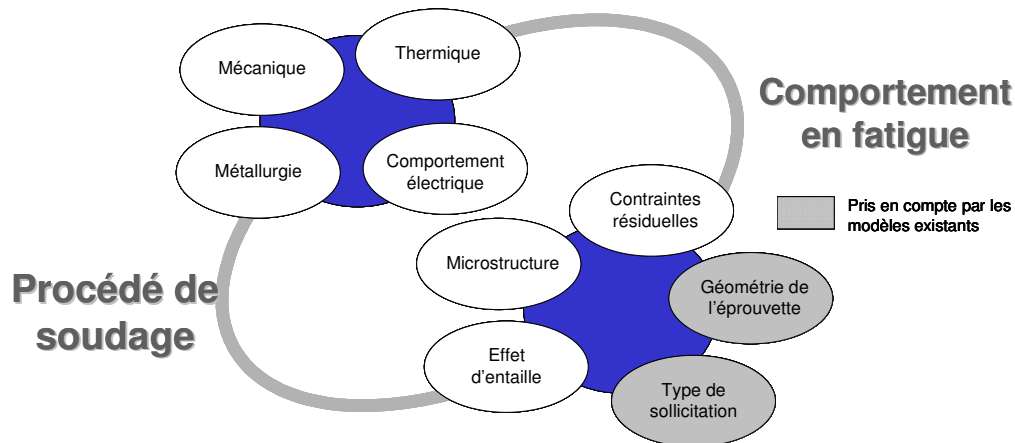 Mécanique
Thermique
Métallurgie
Comportement
électrique
Comportement
en fatigue
Contraintes
résiduelles
Pris en compte par les
modèles existants
Microstructure
Géométrie de
l'éprouvette
Procédé de
soudage
Effet
d'entaille
Type de
sollicitation